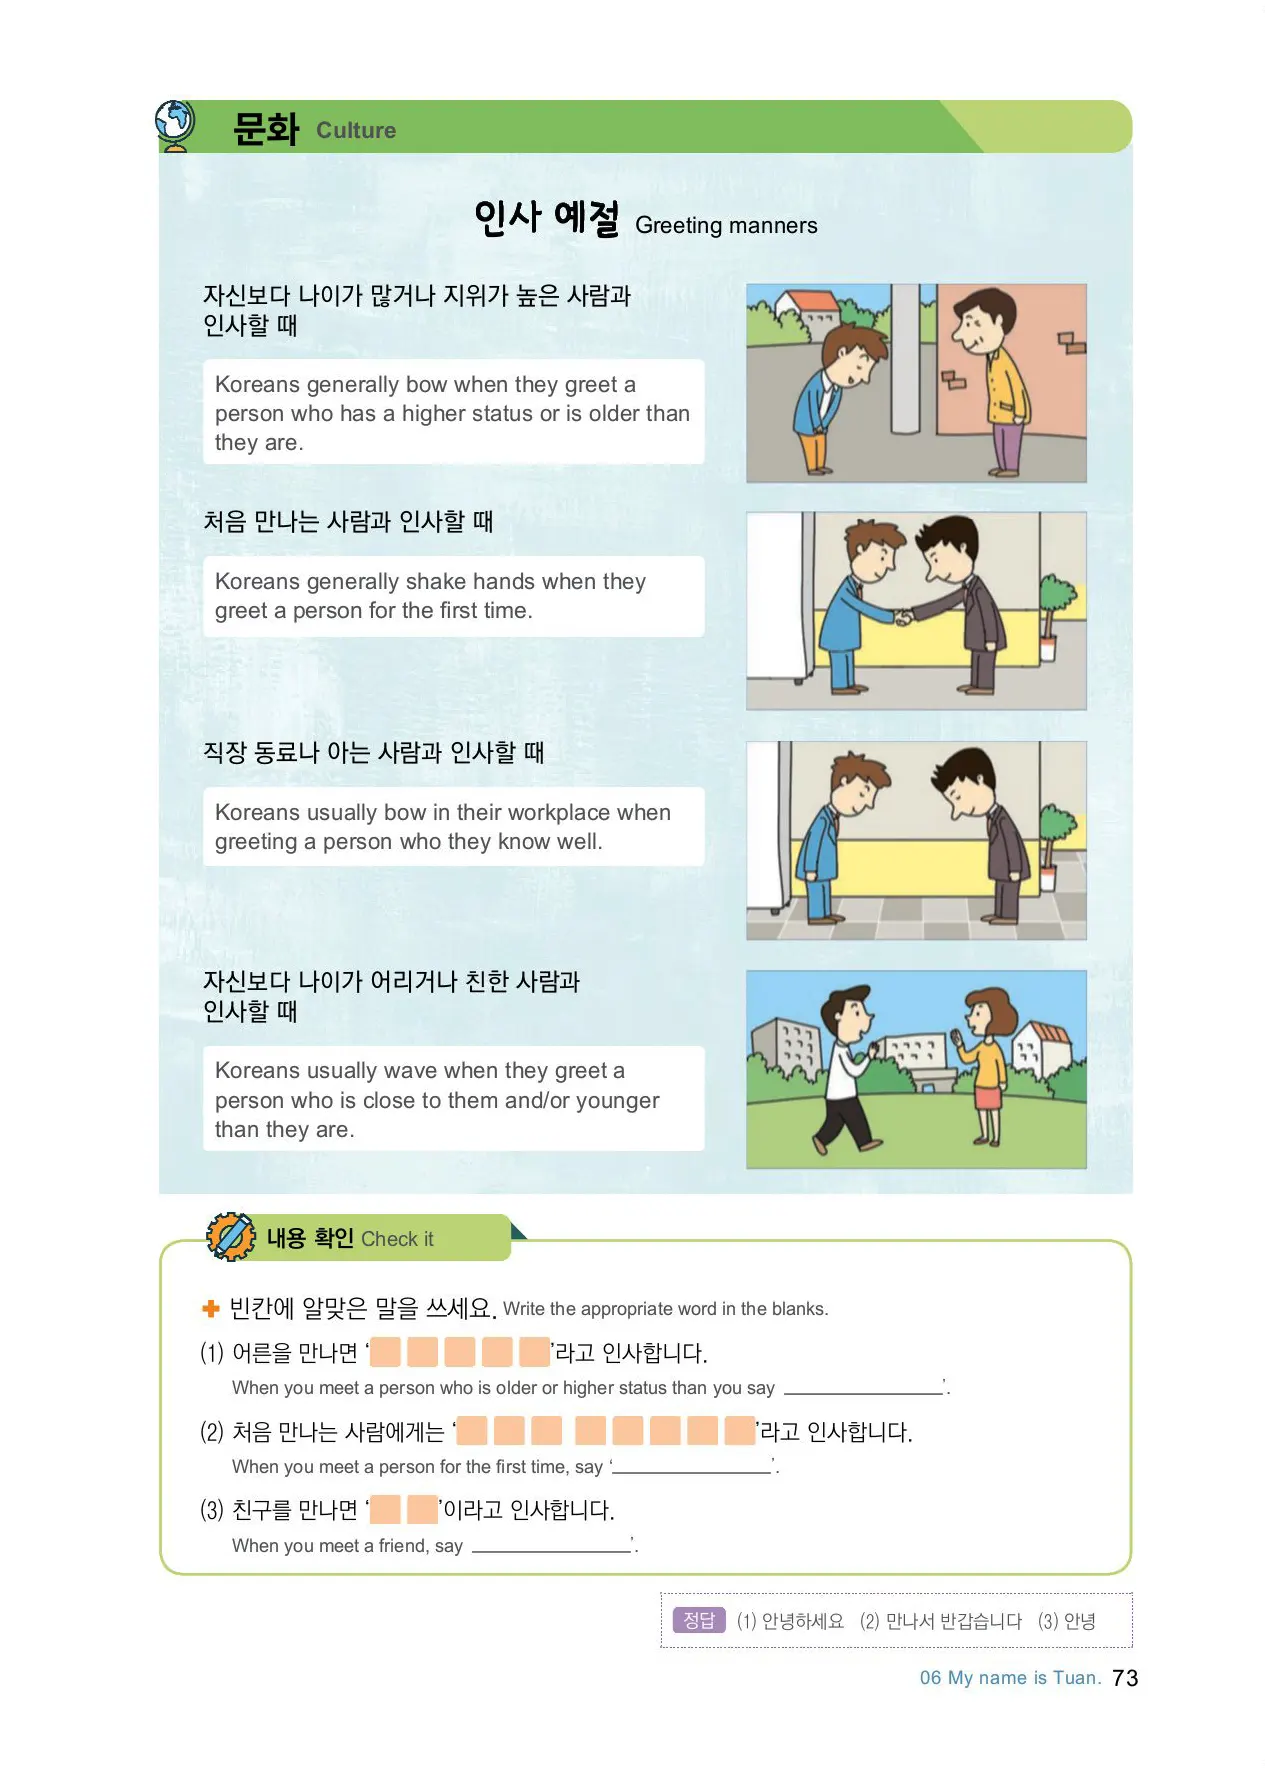 문화 Culture
인사 예절 Greeting manners
자신보다 나이가 많거나 지위가 높은 사람과
인사할 때
Koreans generally bow when they greet a
person who has a higher status or is older than
they are.
처음 만나는 사람과 인사할 때
Koreans generally shake hands when they
greet a person for the first time.
직장 동료나 아는 사람과 인사할 때
Koreans usually bow in their workplace when
greeting a person who they know well.
자신보다 나이가 어리거나 친한 사람과
인사할 때
Koreans usually wave when they greet a
person who is close to them and/or younger
than they are.
내용 확인 Check it
빈칸에 알맞은 말을 쓰세요. Write the appropriate word in the blanks.
(1) 어른을 만나면 ‘ ’라고 인사합니다.
When you meet a person who is older or higher status than you say ________________’.
(2) 처음 만나는 사람에게는 ‘ ’라고 인사합니다.
When you meet a person for the first time, say ‘________________’.
(3) 친구를 만나면 ‘ ’이라고 인사합니다.
When you meet a friend, say ________________’.
정답 (1) 안녕하세요 (2) 만나서 반갑습니다 (3) 안녕
06 My name is Tuan. 73